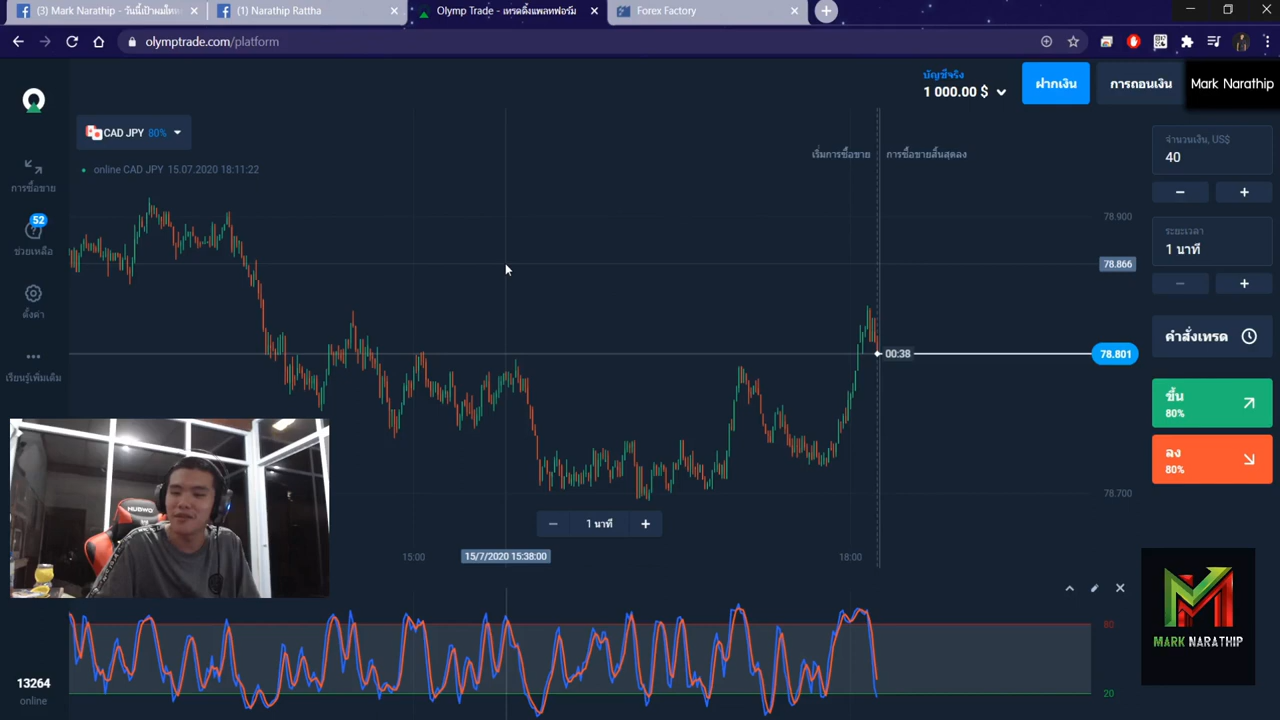 (3) Mark Narathip - วันนี้เป้าผมให
(1) Narathip Rattha
Olymp Trade - เทรดดิ้งแพลทฟอร์ม
Forex Factory
olymptrade.com/platform
บัญชีจริง
1 000.00 $
ฝากเงิน
การถอนเงิน
Mark Narathip
CAD JPY 80%
online CAD JPY 15.07.2020 18:11:22
เริ่มการซื้อขาย
การซื้อขายสิ้นสุดลง
การซื้อขาย
52
ช่วยเหลือ
ตั้งค่า
เรียนรู้เพิ่มเติม
78.900
78.866
00:38
78.801
78.700
จำนวนเงิน, US$
40
ระยะเวลา
1 นาที
คำสั่งเทรด
ขึ้น
80%
ลง
80%
HUBWO
1 นาที
15:00
15/7/2020 15:38:00
18:00
80
20
MARK NARATHIP
13264
online